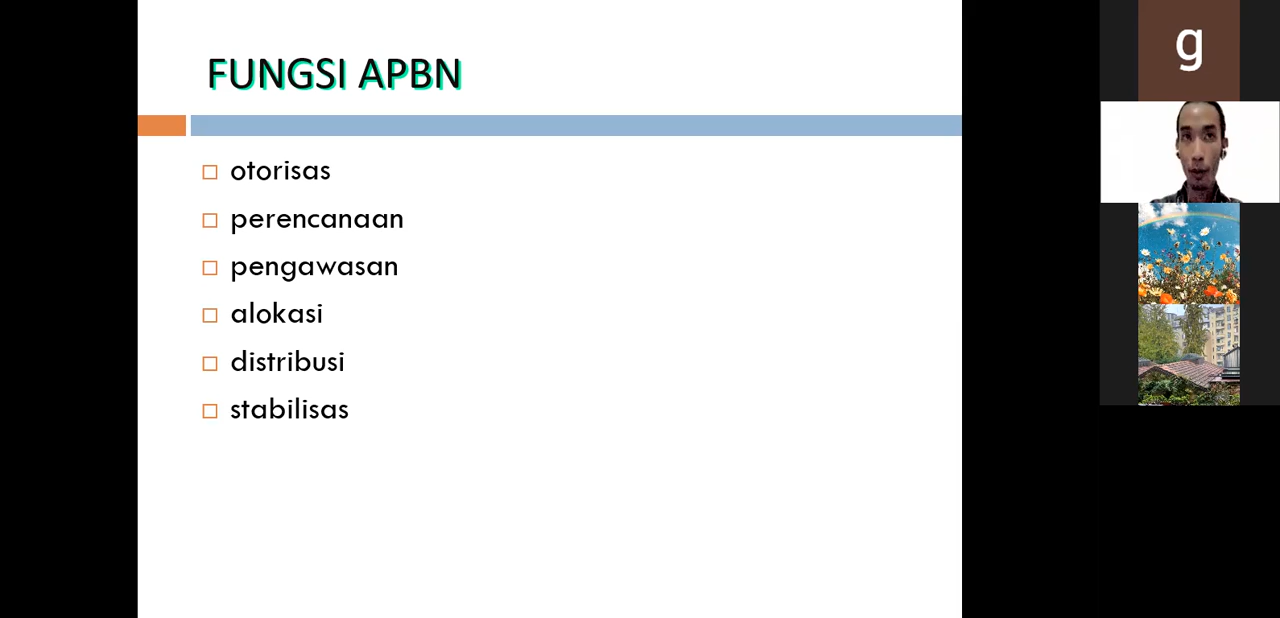 FUNGSI APBN
otorisas
perencanaan
pengawasan
alokasi
distribusi
stabilisas
g